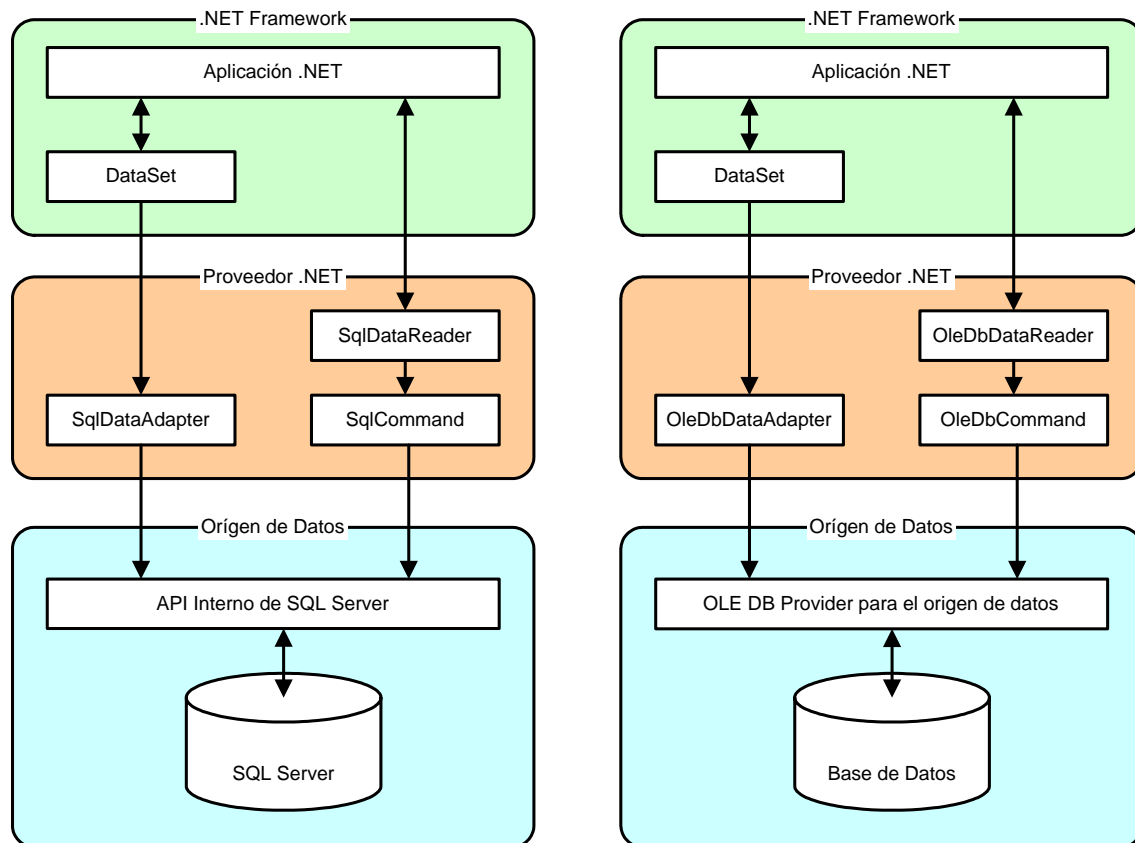 .NET Framework
Aplicación .NET
DataSet
Proveedor .NET
SqlDataReader
SqlDataAdapter
SqlCommand
Orígen de Datos
API Interno de SQL Server
SQL Server
.NET Framework
Aplicación .NET
DataSet
Proveedor .NET
OleDbDataReader
OleDbDataAdapter
OleDbCommand
Orígen de Datos
OLE DB Provider para el origen de datos
Base de Datos